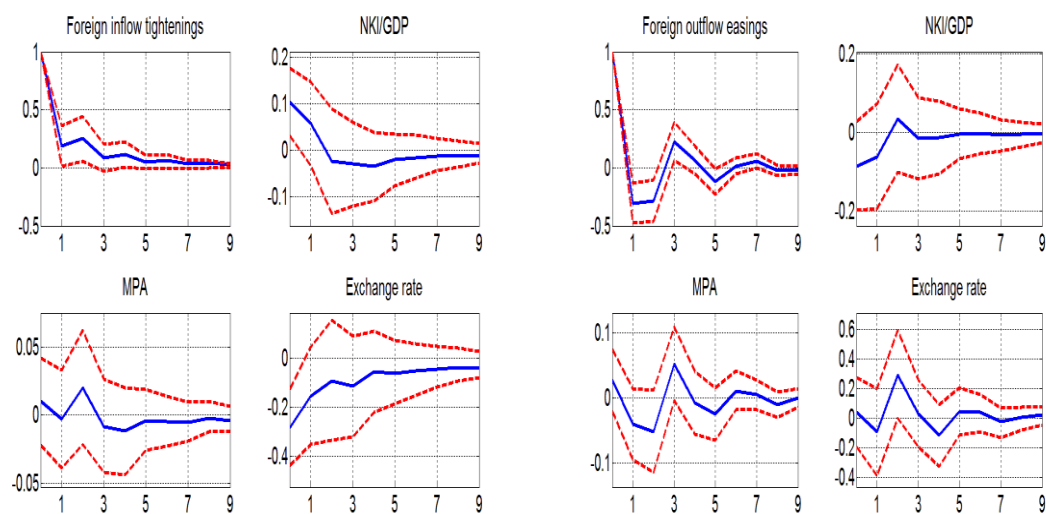 Foreign inflow tightenings
1
0.5
0
-0.5
1 3 5 7 9
NKI/GDP
0.2
0.1
0
-0.1
1 3 5 7 9
Foreign outflow easings
1
0.5
0
-0.5
1 3 5 7 9
NKI/GDP
0.2
0
-0.2
1 3 5 7 9
MPA
0.05
0
-0.05
1 3 5 7 9
Exchange rate
0
-0.2
-0.4
1 3 5 7 9
MPA
0.1
0
-0.1
1 3 5 7 9
Exchange rate
0.6
0.4
0.2
0
-0.2
-0.4
1 3 5 7 9